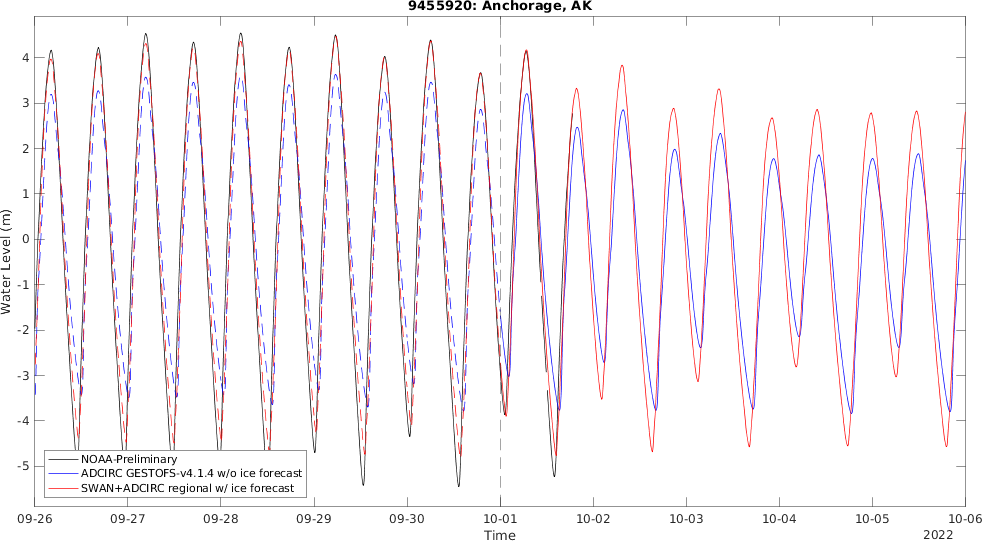 9455920: Anchorage, AK
Water Level (m)
4
3
2
1
0
-1
-2
-3
-4
-5
NOAA-Preliminary
ADCIRC GESTOFS-v4.1.4 w/o ice forecast
SWAN+ADCIRC regional w/ ice forecast
09-26 09-27 09-28 09-29 09-30 10-01 10-02 10-03 10-04 10-05 10-06
Time
2022